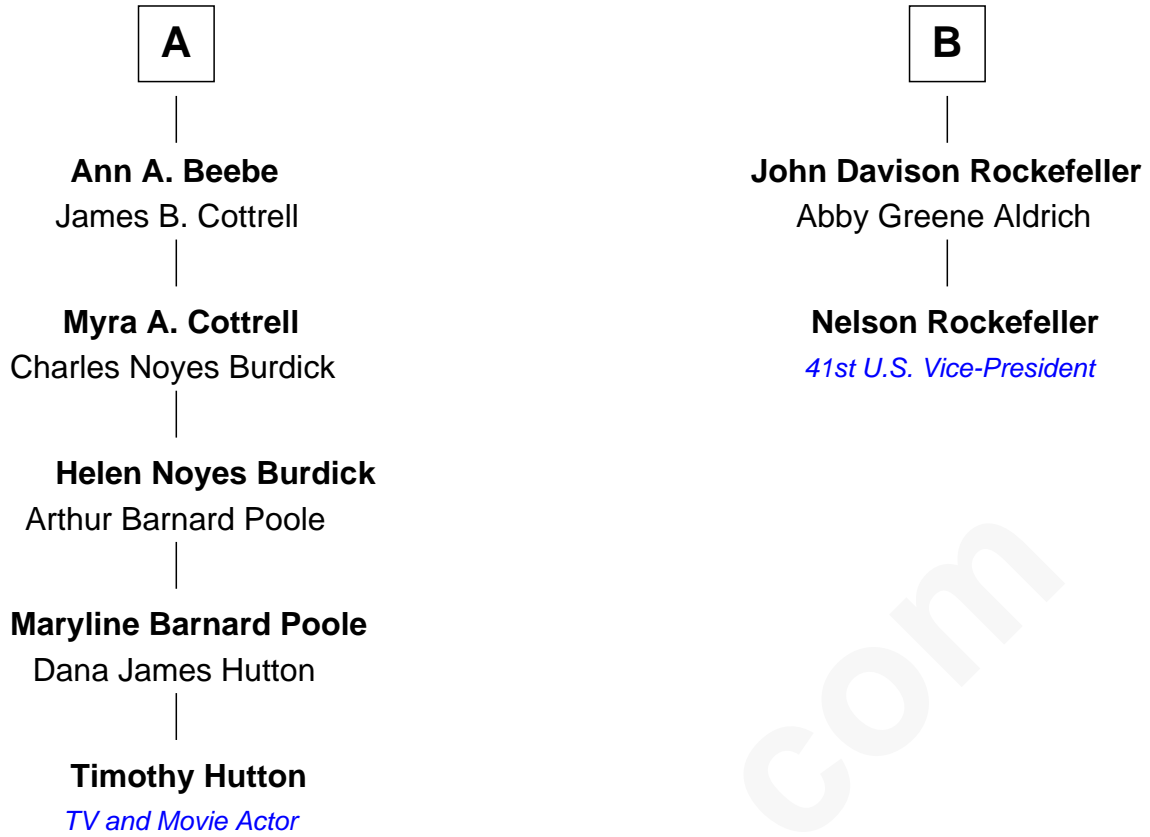 A
Ann A. Beebe
James B. Cottrell
Myra A. Cottrell
Charles Noyes Burdick
Helen Noyes Burdick
Arthur Barnard Poole
Maryline Barnard Poole
Dana James Hutton
Timothy Hutton
TV and Movie Actor
B
John Davison Rockefeller
Abby Greene Aldrich
Nelson Rockefeller
41st U.S. Vice-President
com